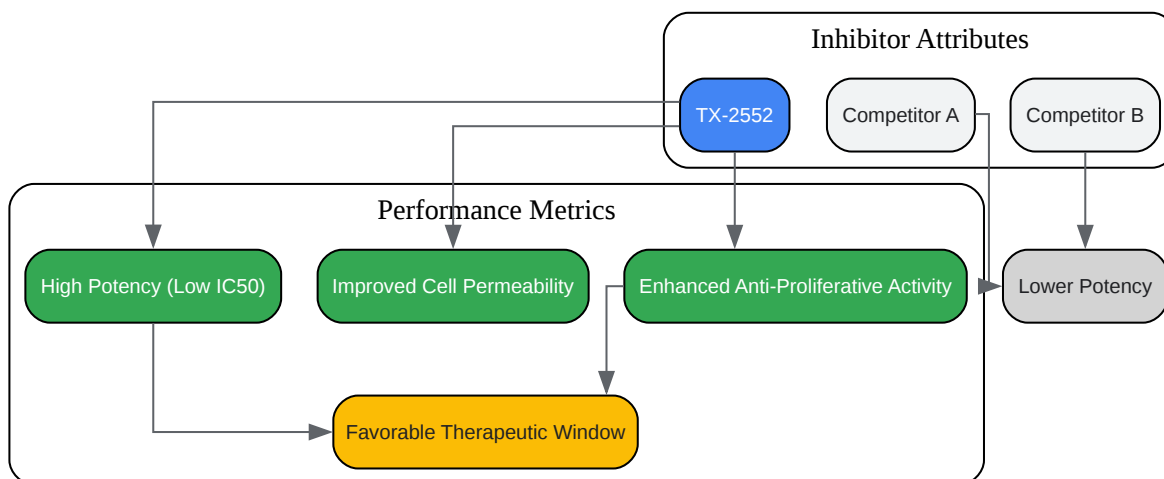 Inhibitor Attributes
TX-2552
Competitor A
Competitor B
Performance Metrics
High Potency (Low IC50)
Improved Cell Permeability
Enhanced Anti-Proliferative Activity
Lower Potency
Favorable Therapeutic Window